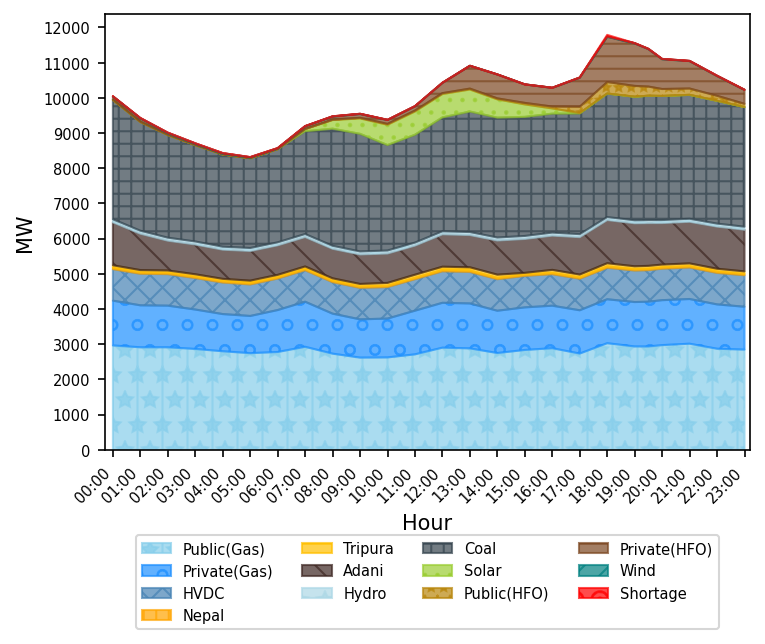 12000
11000
10000
9000
8000
7000
6000
5000
4000
3000
2000
1000
0
MW
00:00 01:00 02:00 03:00 04:00 05:00 06:00 07:00 08:00 09:00 10:00 11:00 12:00 13:00 14:00 15:00 16:00 17:00 18:00 19:00 20:00 21:00 22:00 23:00
Hour
Public(Gas) Tripura Coal Private(HFO)
Private(Gas) Adani Solar Wind
HVDC Hydro Public(HFO) Shortage
Nepal